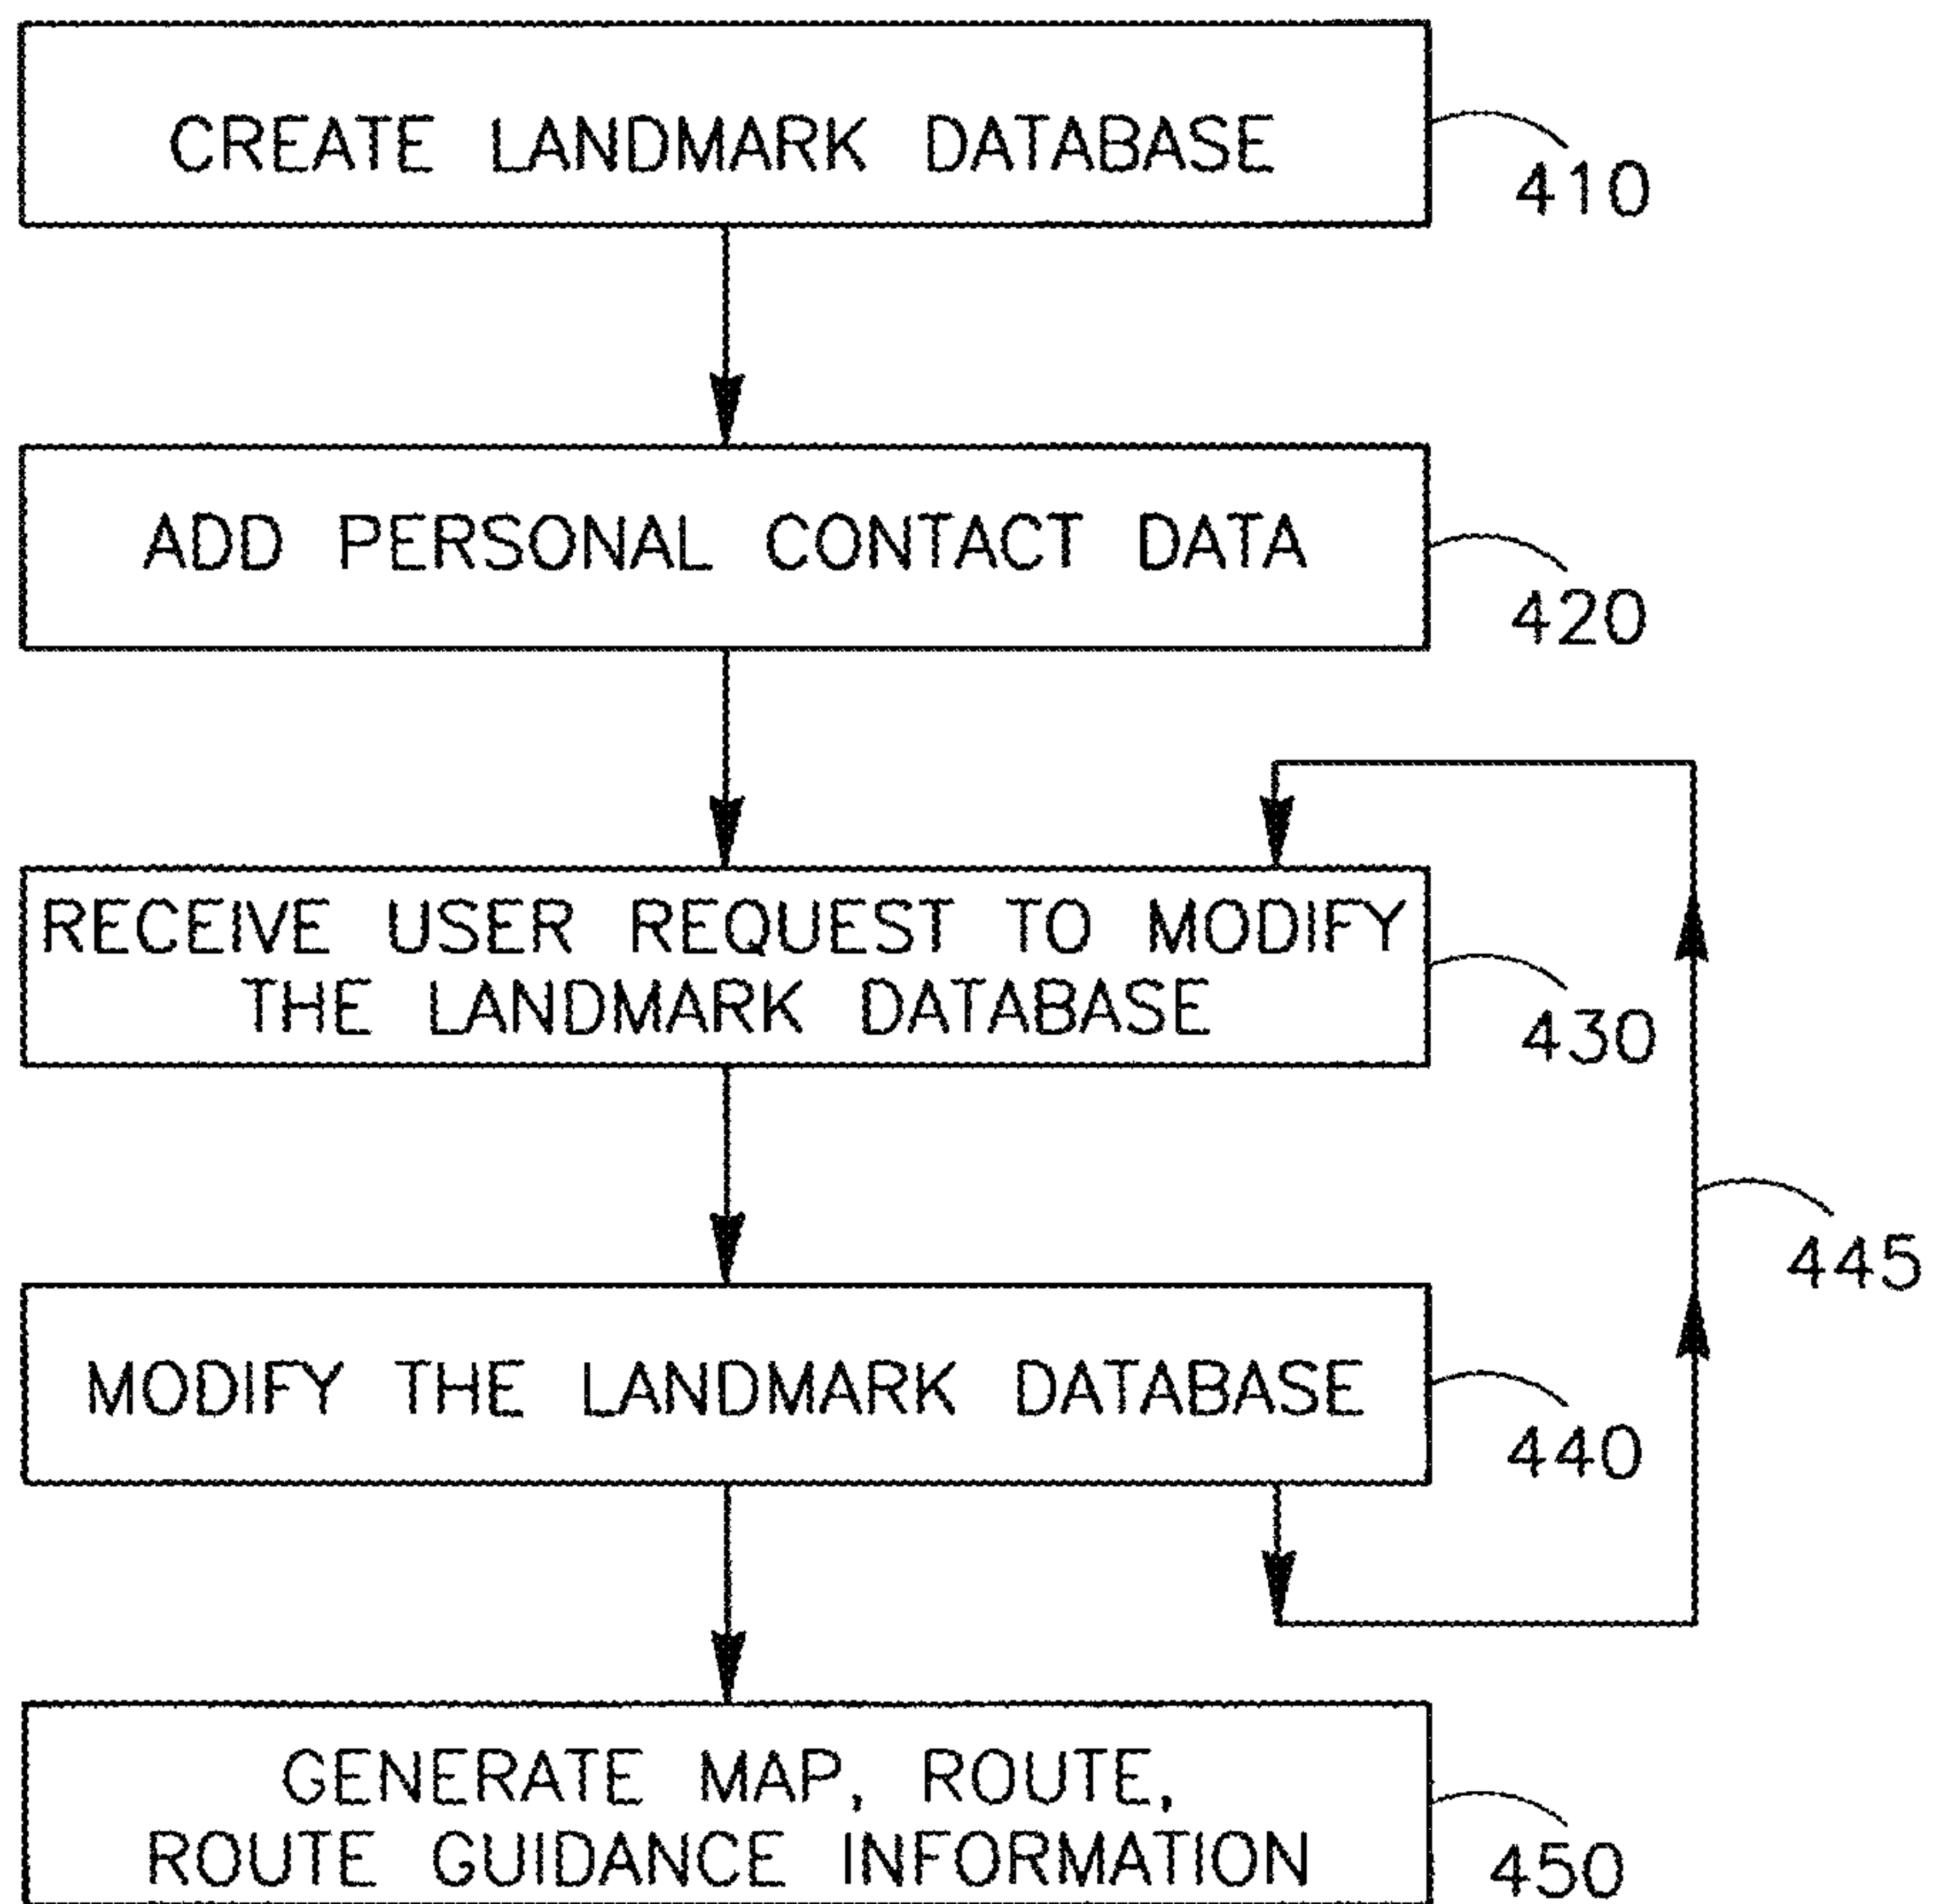 CREATE LANDMARK DATABASE
410
ADD PERSONAL CONTACT DATA
420
RECEIVE USER REQUEST TO MODIFY
THE LANDMARK DATABASE
430
445
MODIFY THE LANDMARK DATABASE
440
GENERATE MAP, ROUTE,
ROUTE GUIDANCE INFORMATION
450